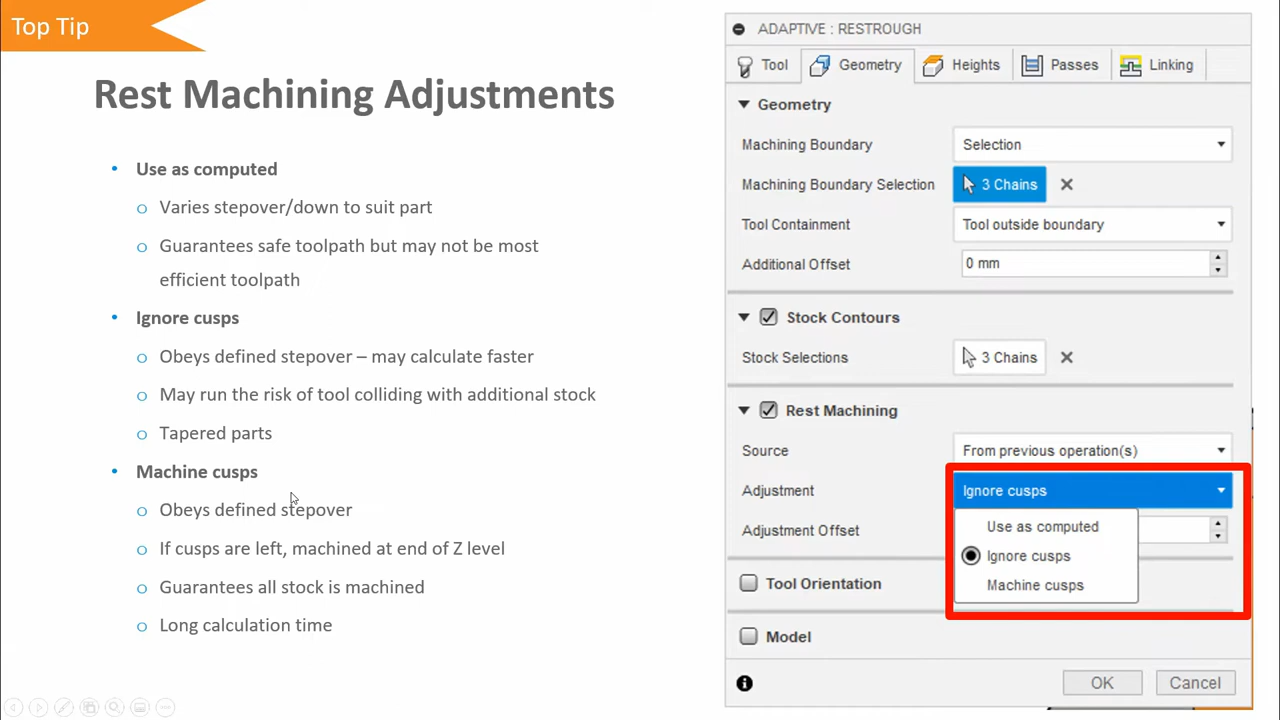 Top Tip
Rest Machining Adjustments
• Use as computed
o Varies stepover/down to suit part
o Guarantees safe toolpath but may not be most
efficient toolpath
• Ignore cusps
o Obeys defined stepover – may calculate faster
o May run the risk of tool colliding with additional stock
o Tapered parts
• Machine cusps
o Obeys defined stepover
o If cusps are left, machined at end of Z level
o Guarantees all stock is machined
o Long calculation time
ADAPTIVE : RESTROUGH
Tool Geometry Heights Passes Linking
Geometry
Machining Boundary Selection
Machining Boundary Selection 3 Chains
Tool Containment Tool outside boundary
Additional Offset 0 mm
Stock Contours
Stock Selections 3 Chains
Rest Machining
Source From previous operation(s)
Adjustment Ignore cusps
Use as computed
Adjustment Offset
Ignore cusps
Machine cusps
Tool Orientation
Model
OK Cancel